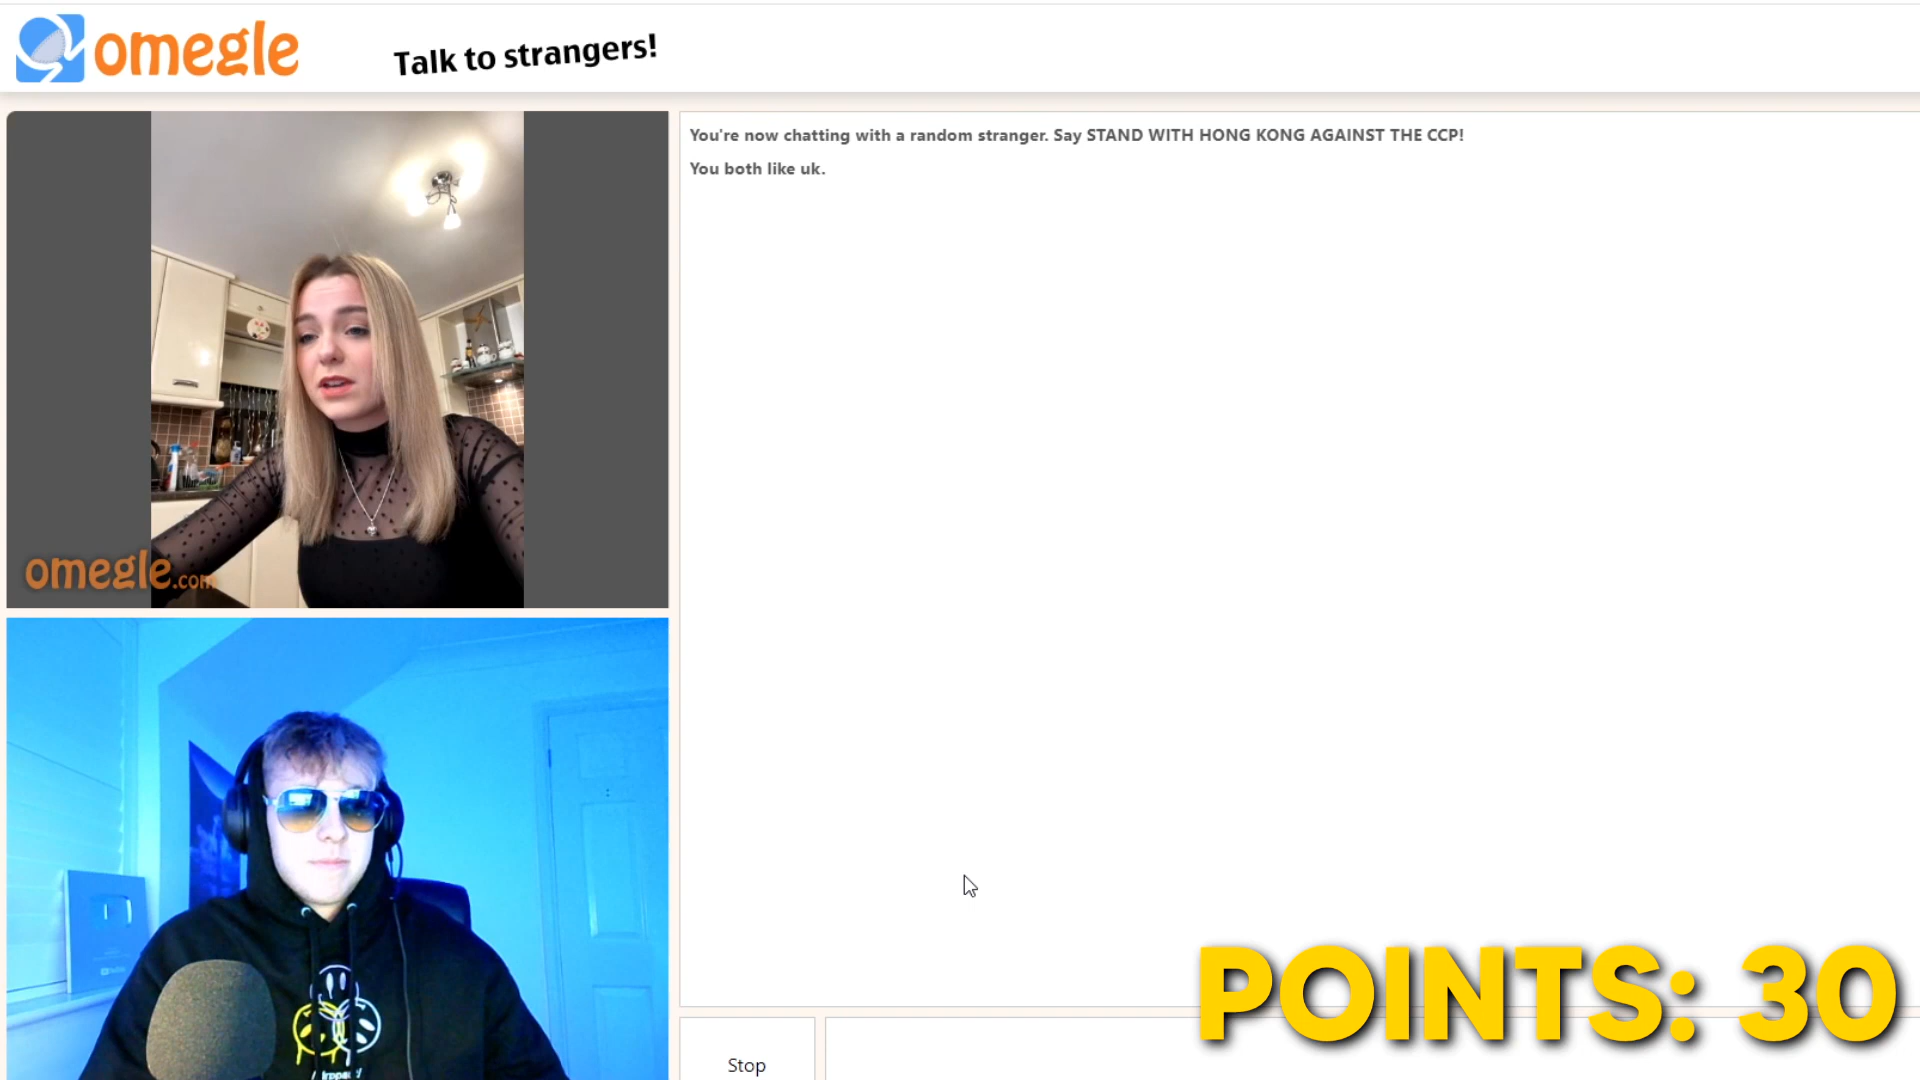 omegle
Talk to strangers!
You're now chatting with a random stranger. Say STAND WITH HONG KONG AGAINST THE CCP!
You both like uk.
omegle.com
POINTS: 30
Stop